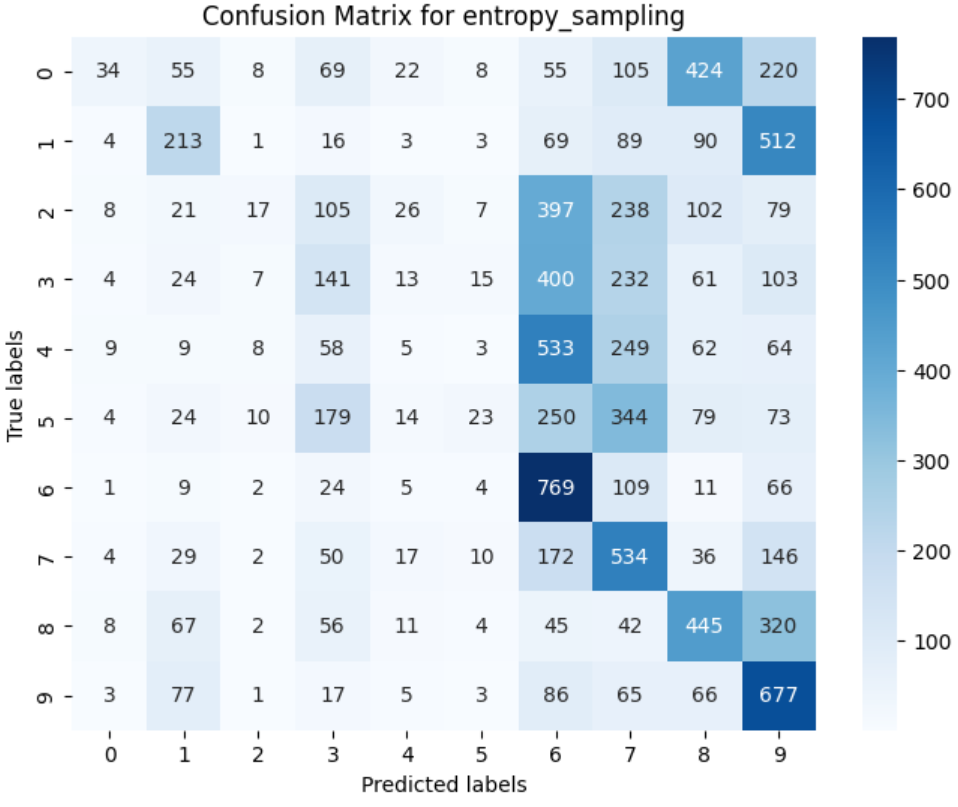 Confusion Matrix for entropy_sampling
0 34 55 8 69 22 8 55 105 424 220
1 4 213 1 16 3 3 69 89 90 512
2 8 21 17 105 26 7 397 238 102 79
3 4 24 7 141 13 15 400 232 61 103
4 9 9 8 58 5 3 533 249 62 64
5 4 24 10 179 14 23 250 344 79 73
6 1 9 2 24 5 4 769 109 11 66
7 4 29 2 50 17 10 172 534 36 146
8 8 67 2 56 11 4 45 42 445 320
9 3 77 1 17 5 3 86 65 66 677
0 1 2 3 4 5 6 7 8 9
Predicted labels
True labels
700
600
500
400
300
200
100